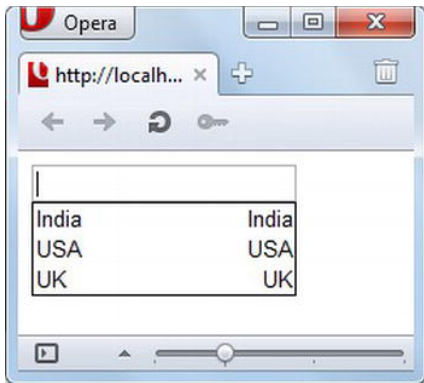 Opera
http://localh...
India India
USA USA
UK UK